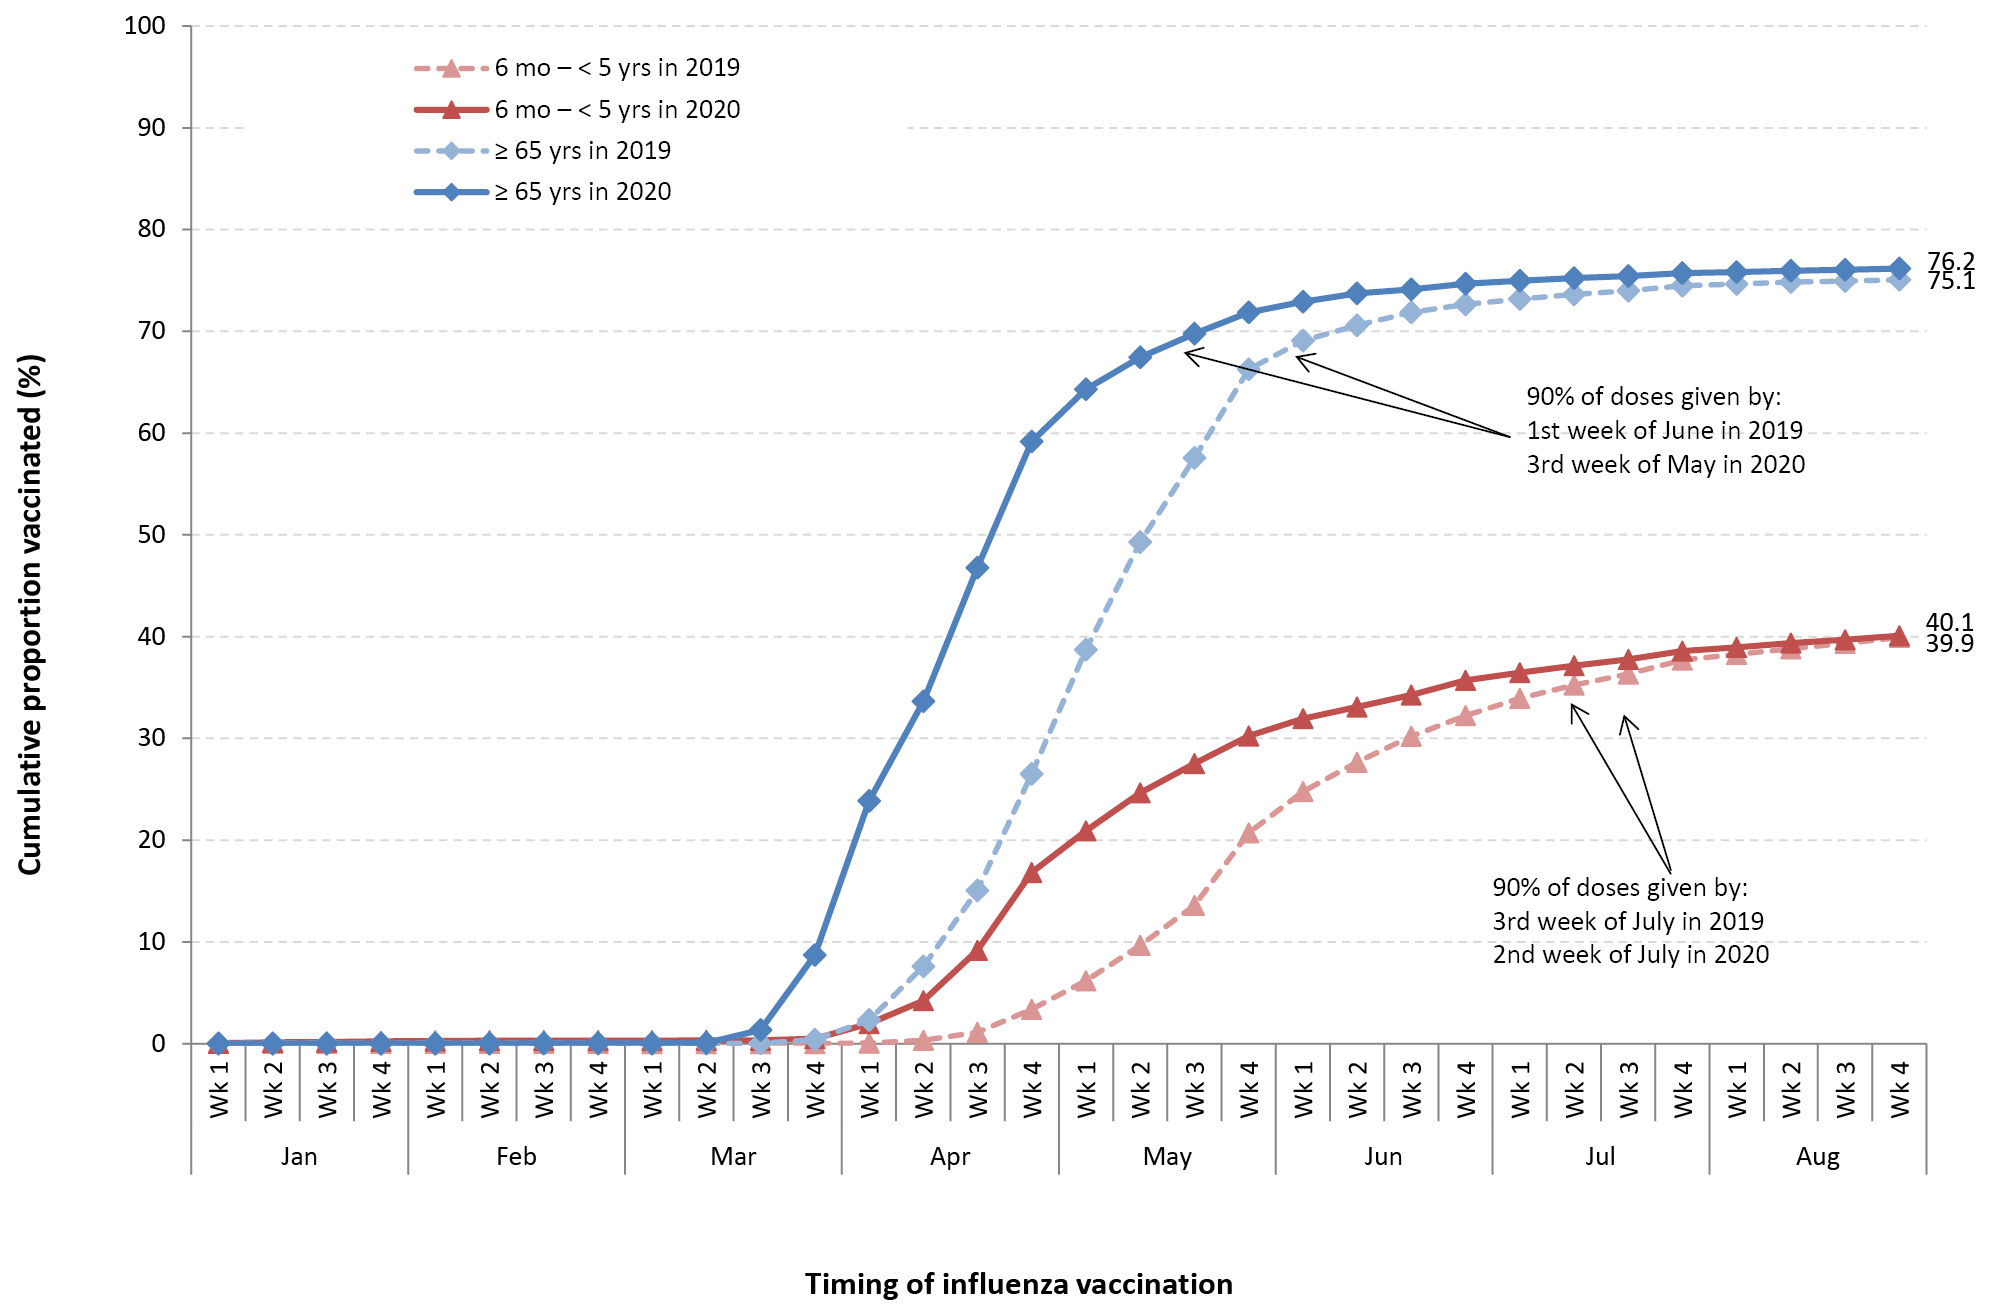 100
90
80
70
60
50
40
30
20
10
0
Cumulative proportion vaccinated (%)
6 mo – < 5 yrs in 2019
6 mo – < 5 yrs in 2020
≥ 65 yrs in 2019
≥ 65 yrs in 2020
76.2
75.1
90% of doses given by:
1st week of June in 2019
3rd week of May in 2020
40.1
39.9
90% of doses given by:
3rd week of July in 2019
2nd week of July in 2020
Wk 1 Wk 2 Wk 3 Wk 4 Wk 1 Wk 2 Wk 3 Wk 4 Wk 1 Wk 2 Wk 3 Wk 4 Wk 1 Wk 2 Wk 3 Wk 4 Wk 1 Wk 2 Wk 3 Wk 4 Wk 1 Wk 2 Wk 3 Wk 4 Wk 1 Wk 2 Wk 3 Wk 4 Wk 1 Wk 2 Wk 3 Wk 4
Jan Feb Mar Apr May Jun Jul Aug
Timing of influenza vaccination